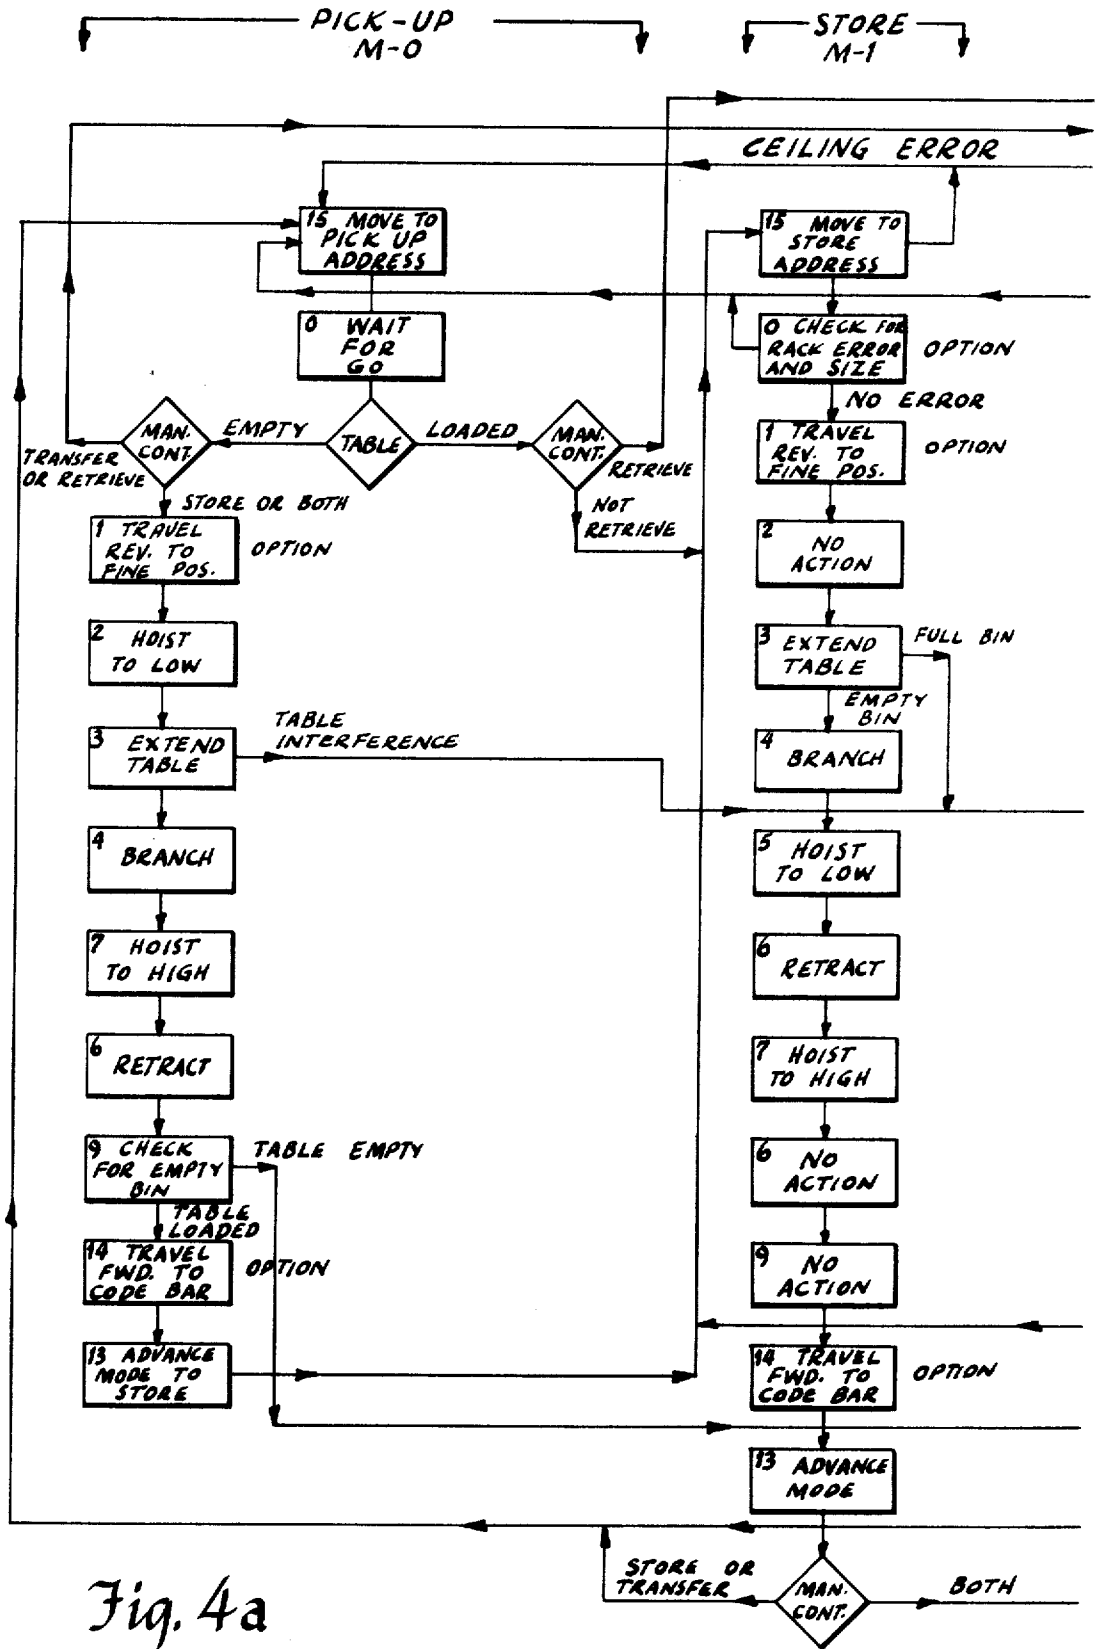 PICK-UP
M-0
STORE
M-1
CEILING ERROR
15 MOVE TO
PICK UP
ADDRESS
0 WAIT
FOR
GO
TABLE
EMPTY
LOADED
MAN.
CONT.
TRANSFER
OR RETRIEVE
STORE OR BOTH
MAN.
CONT.
RETRIEVE
NOT
RETRIEVE
1 TRAVEL
REV. TO
FINE POS.
OPTION
2 HOIST
TO LOW
3 EXTEND
TABLE
TABLE
INTERFERENCE
4 BRANCH
7 HOIST
TO HIGH
6 RETRACT
9 CHECK
FOR EMPTY
BIN
TABLE EMPTY
TABLE
LOADED
14 TRAVEL
FWD. TO
CODE BAR
OPTION
13 ADVANCE
MODE TO
STORE
15 MOVE TO
STORE
ADDRESS
0 CHECK FOR
RACK ERROR
AND SIZE
OPTION
NO ERROR
1 TRAVEL
REV. TO
FINE POS.
OPTION
2 NO
ACTION
3 EXTEND
TABLE
FULL BIN
EMPTY
BIN
4 BRANCH
5 HOIST
TO LOW
6 RETRACT
7 HOIST
TO HIGH
6 NO
ACTION
9 NO
ACTION
14 TRAVEL
FWD. TO
CODE BAR
OPTION
13 ADVANCE
MODE
STORE OR
TRANSFER
MAN.
CONT.
BOTH
Fig. 4a